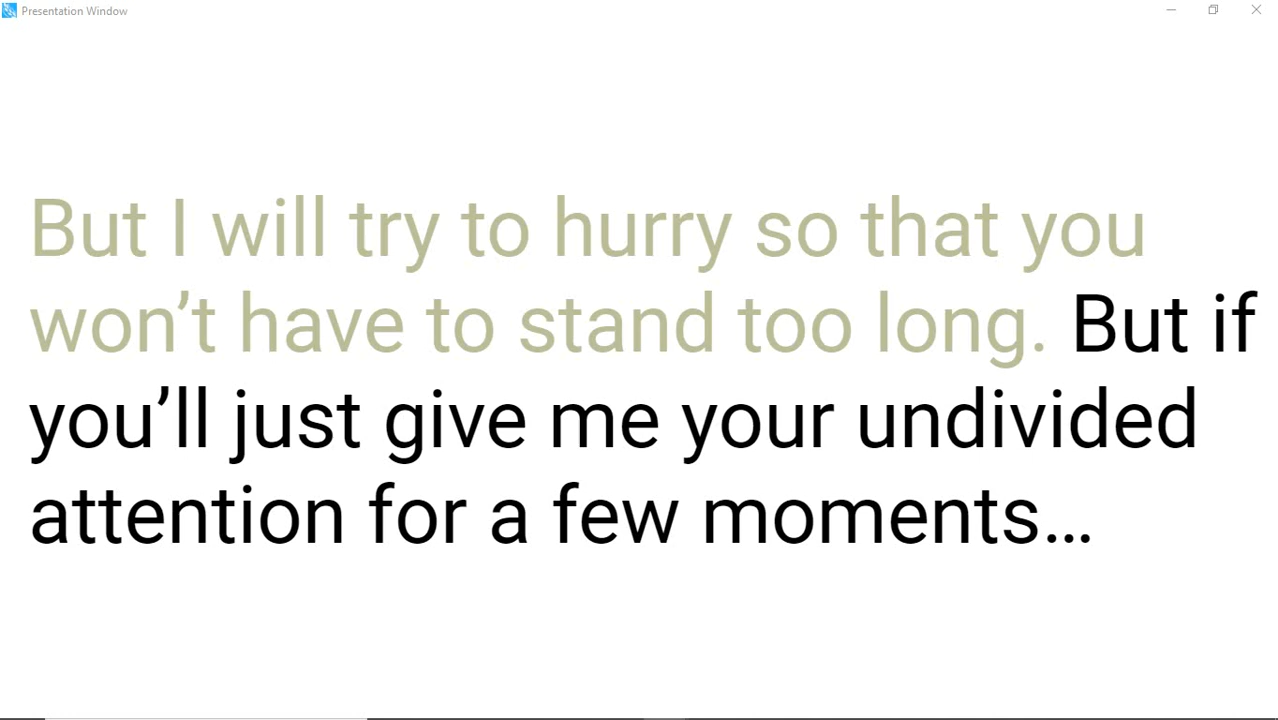 Presentation Window
But I will try to hurry so that you
won’t have to stand too long. But if
you’ll just give me your undivided
attention for a few moments…